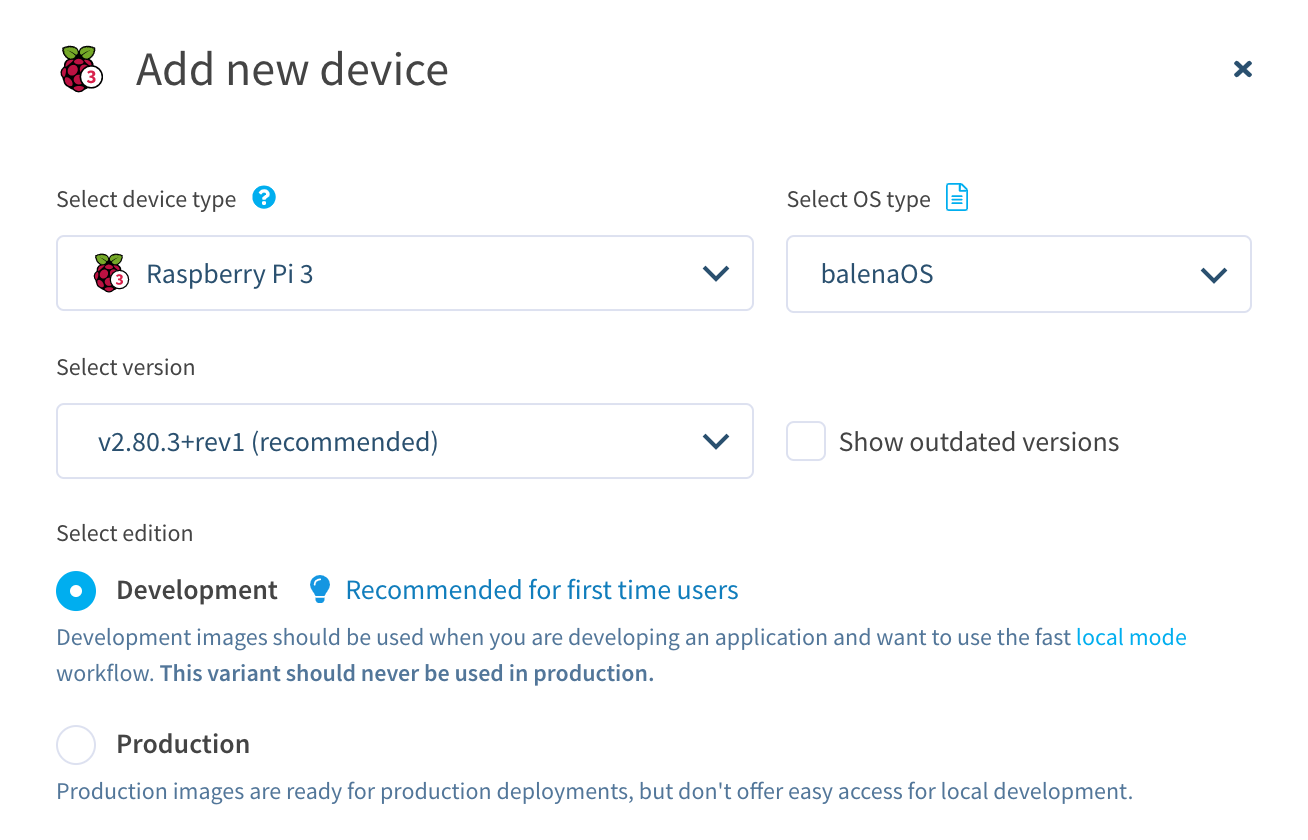 Add new device
Select device type
Select OS type
3 Raspberry Pi 3
balenaOS
Select version
v2.80.3+rev1 (recommended)
Show outdated versions
Select edition
Development Recommended for first time users
Development images should be used when you are developing an application and want to use the fast local mode
workflow. This variant should never be used in production.
Production
Production images are ready for production deployments, but don't offer easy access for local development.